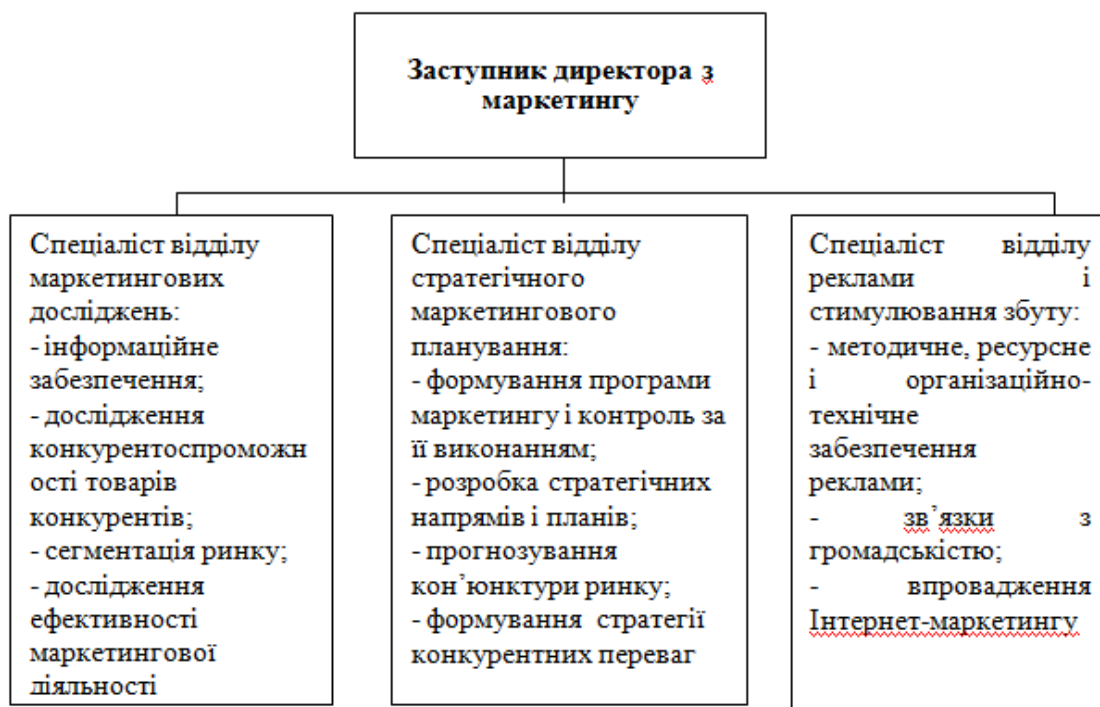 Заступник директора з
маркетингу
Спеціаліст відділу
маркетингових
досліджень:
- інформаційне
забезпечення;
- дослідження
конкурентоспроможн
ості товарів
конкурентів;
- сегментація ринку;
- дослідження
ефективності
маркетингової
діяльності
Спеціаліст відділу
стратегічного
маркетингового
планування:
- формування програми
маркетингу і контроль за
її виконанням;
- розробка стратегічних
напрямів і планів;
- прогнозування
кон’юнктури ринку;
- формування стратегії
конкурентних переваг
Спеціаліст відділу
реклами і
стимулювання збуту:
- методичне, ресурсне
і організаційно-
технічне
забезпечення
реклами;
- зв’язки з
громадськістю;
- впровадження
Інтернет-маркетингу